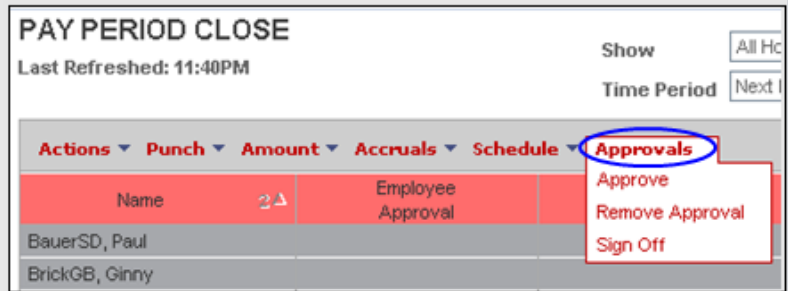 PAY PERIOD CLOSE
Last Refreshed: 11:40PM
Show All Ho
Time Period Next
Actions Punch Amount Accruals Schedule Approvals
Name 2 Employee Approval
Approve
Remove Approval
Sign Off
BauerSD, Paul
BrickGB, Ginny